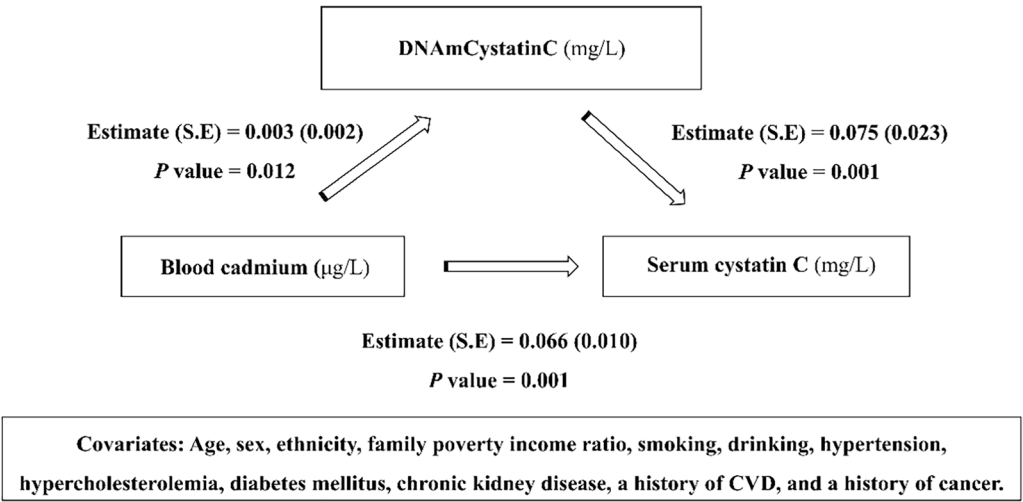 DNAmCystatinC (mg/L)
Estimate (S.E) = 0.003 (0.002)
P value = 0.012
Estimate (S.E) = 0.075 (0.023)
P value = 0.001
Blood cadmium (μg/L)
Serum cystatin C (mg/L)
Estimate (S.E) = 0.066 (0.010)
P value = 0.001
Covariates: Age, sex, ethnicity, family poverty income ratio, smoking, drinking, hypertension,
hypercholesterolemia, diabetes mellitus, chronic kidney disease, a history of CVD, and a history of cancer.